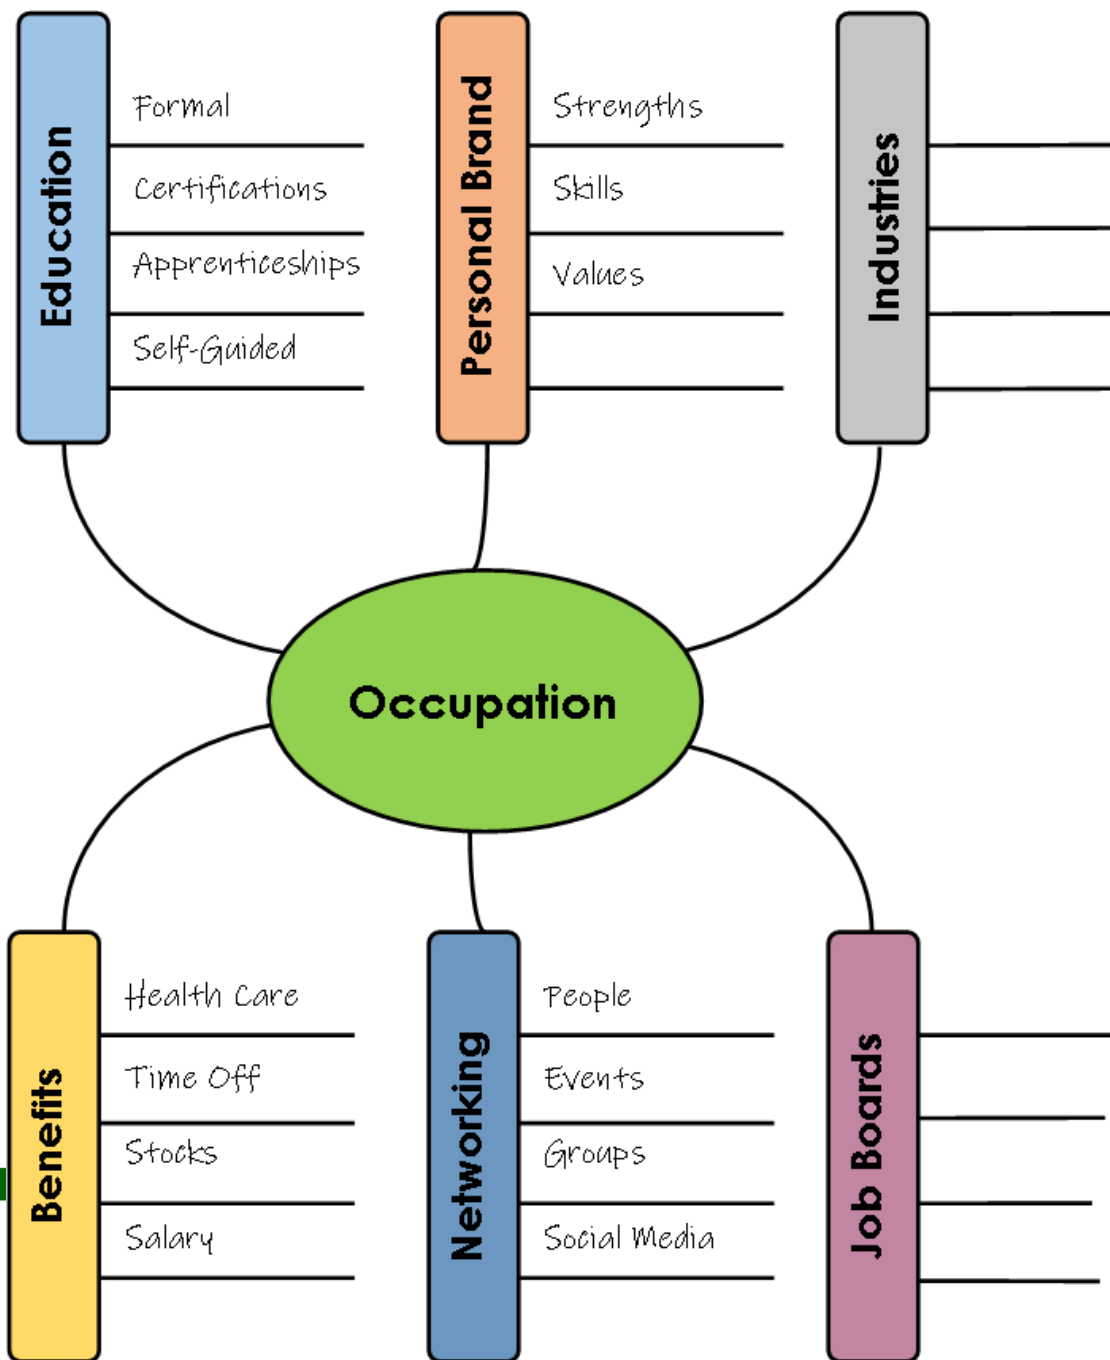 Education
Formal
Certifications
Apprenticeships
Self-Guided
Personal Brand
Strengths
Skills
Values
Industries
Occupation
Benefits
Health Care
Time Off
Stocks
Salary
Networking
People
Events
Groups
Social Media
Job Boards